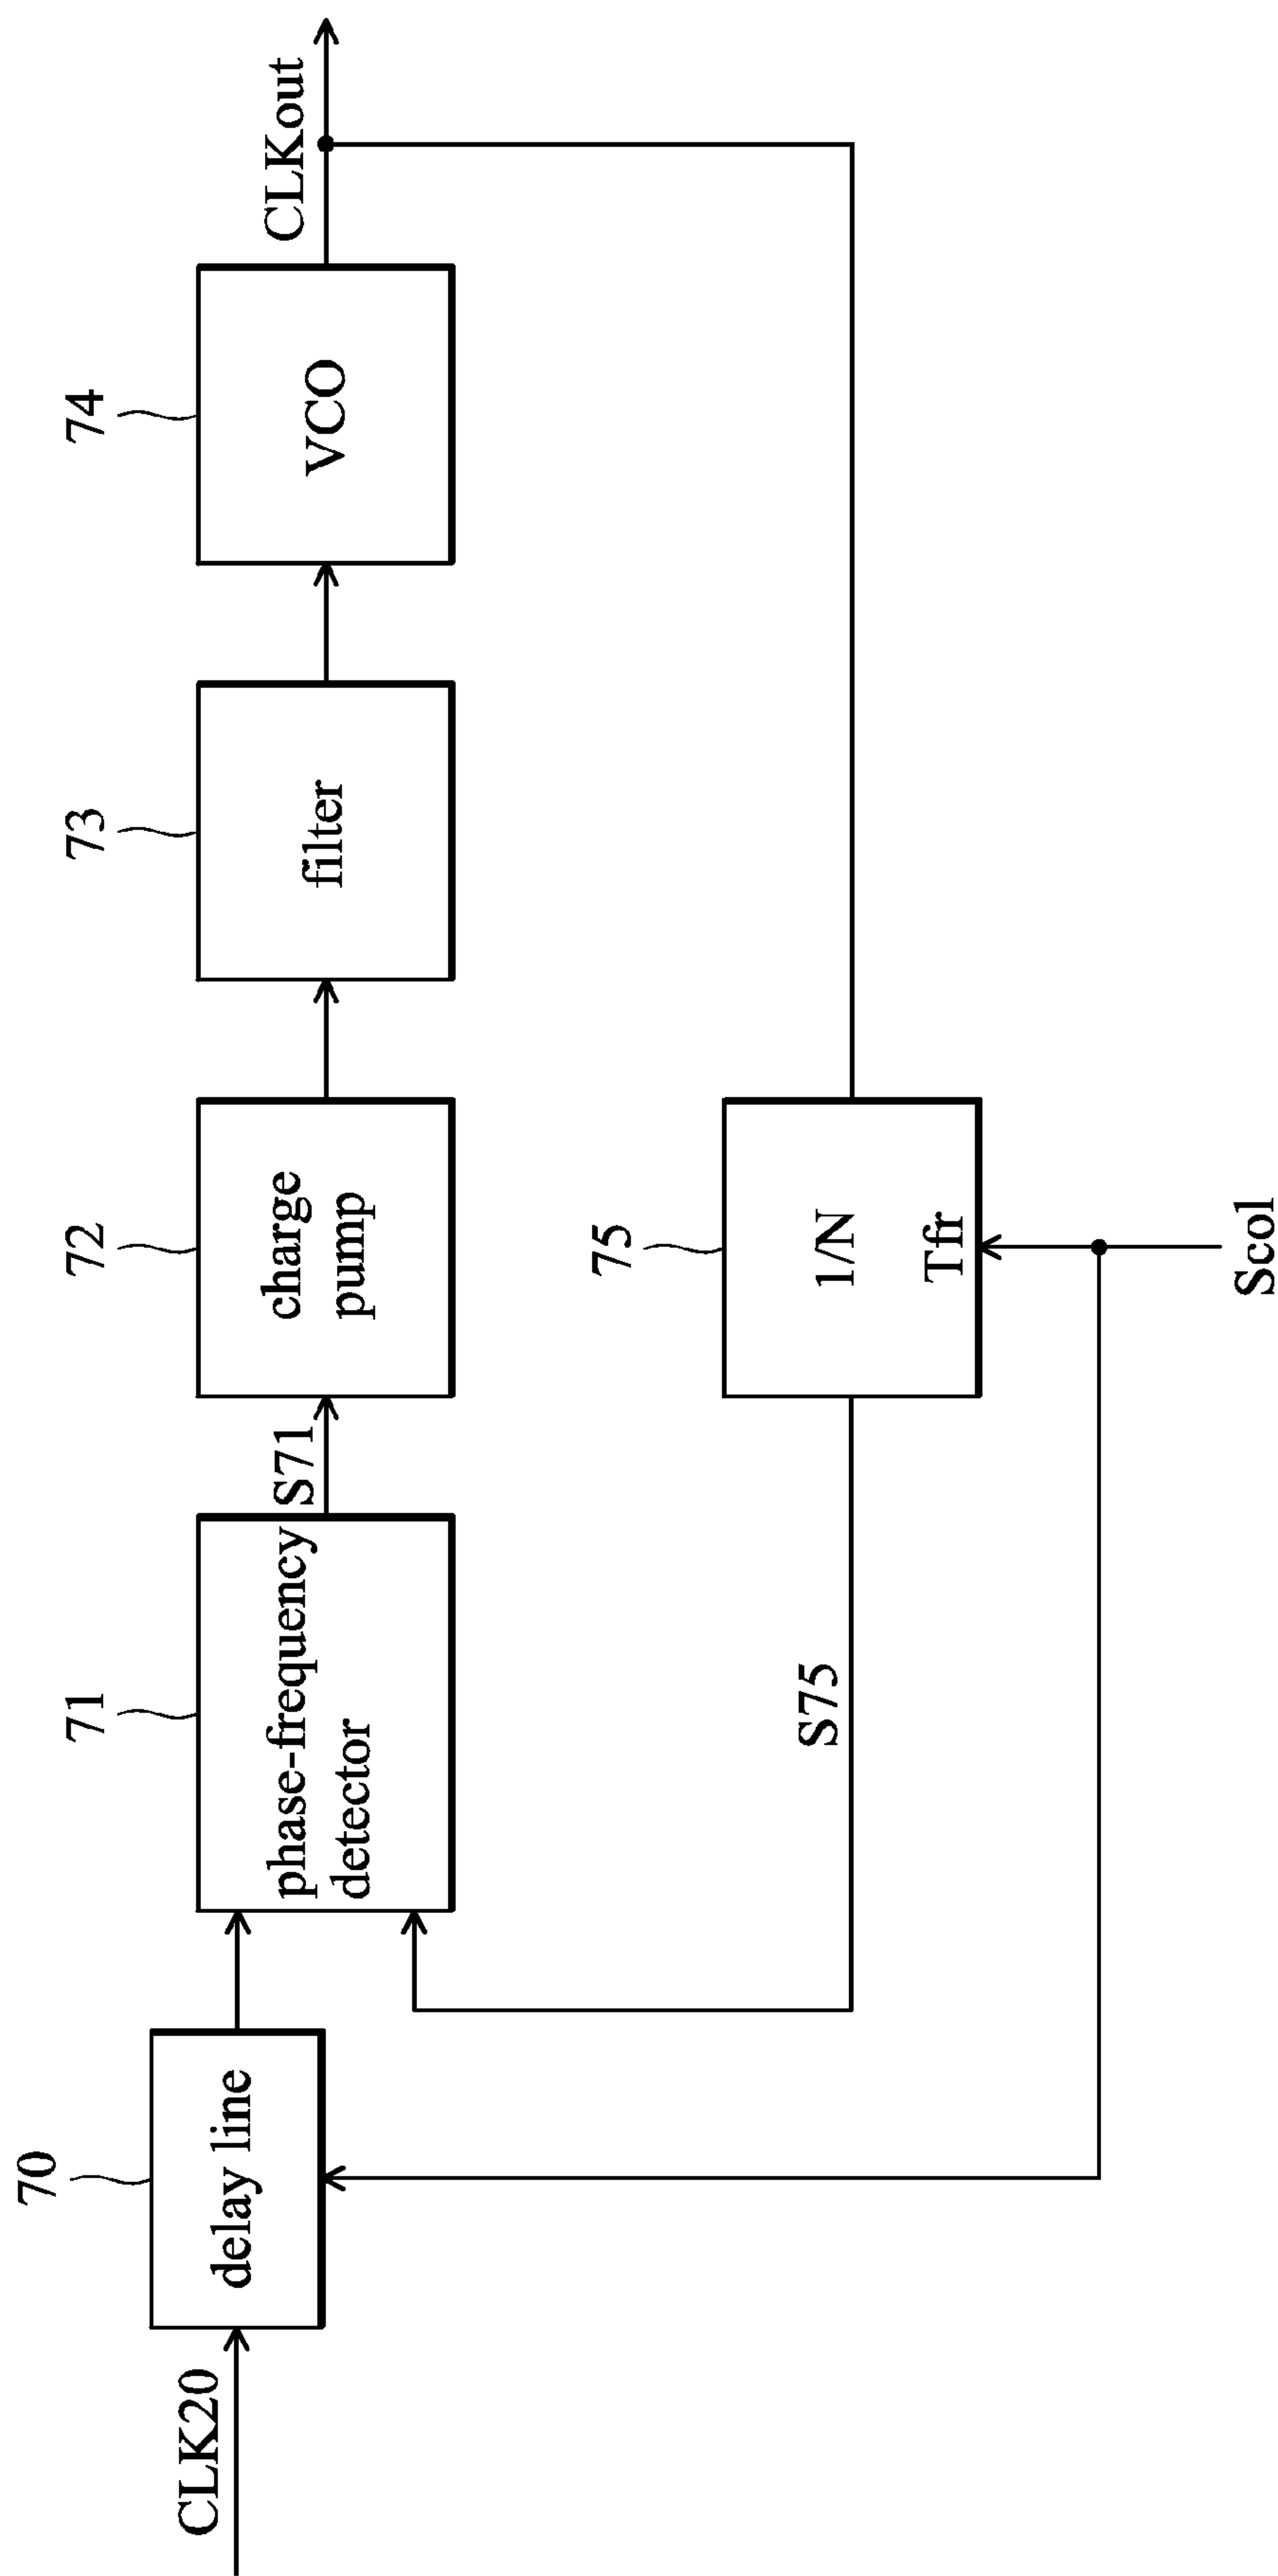 70
71
72
73
74
CLK20
delay line
phase-frequency
detector
S71
charge
pump
filter
VCO
CLKout
75
S75
1/N
Tfr
Scol